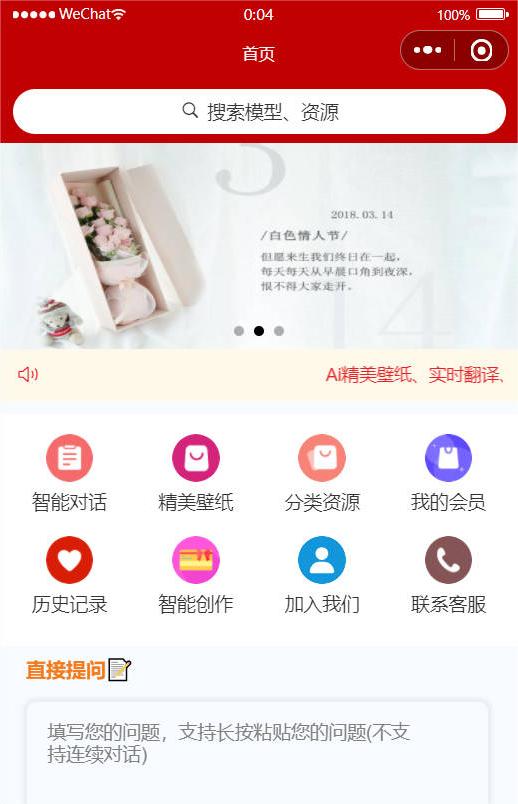 WeChat 0:04 100%
首页
搜索模型、资源
2018.03.14
/白色情人节/
但愿来生我们终日在一起,
每天每天从早晨口角到夜深,
恨不得大家走开。
Ai精美壁纸、实时翻译、
智能对话 精美壁纸 分类资源 我的会员
历史记录 智能创作 加入我们 联系客服
直接提问
填写您的问题，支持长按粘贴您的问题(不支
持连续对话)